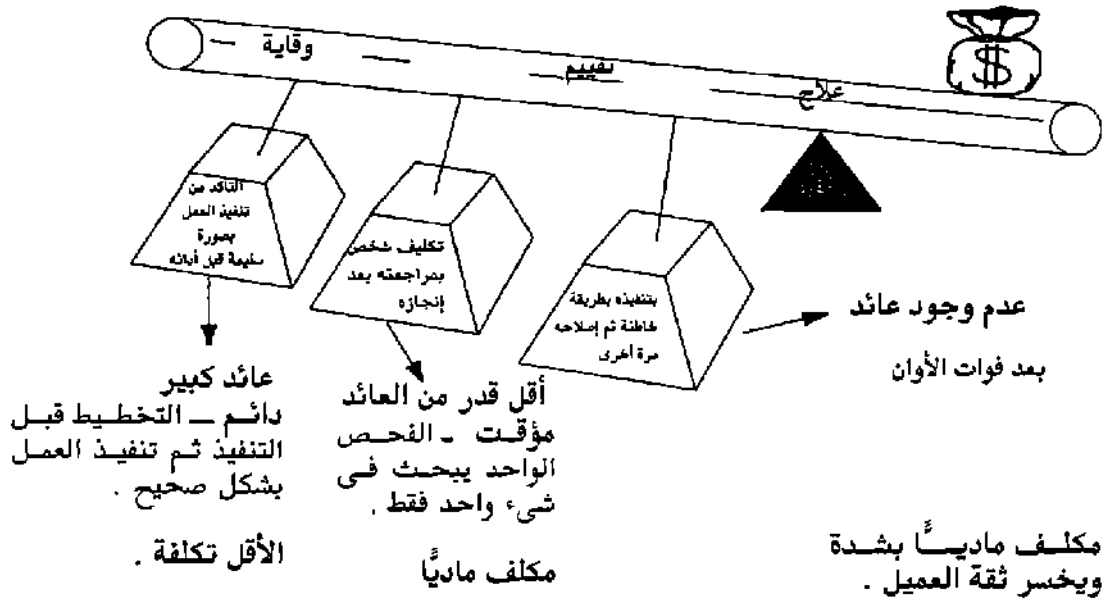 وقاية
تقييم
علاج
$
التأكد من
تنفيذ العمل
بصورة
سليمة قبل أدائه
تكليف شخص
بمراجعته بعد
إنجازه
بتنفيذه بطريقة
خاطئة ثم إصلاحه
مرة أخرى
عائد كبير
دائــم ــ التخطيط قبل
التنفيذ ثم تنفيذ العمل
بشكل صحيح .
الأقل تكلفة .
أقل قدر من العائد
مؤقت ـ الفحص
الواحد يبحث فى
شىء واحد فقط .
مكلف ماديًّا
عدم وجود عائد
بعد فوات الأوان
مكلف ماديًّا بشدة
ويخسر ثقة العميل .